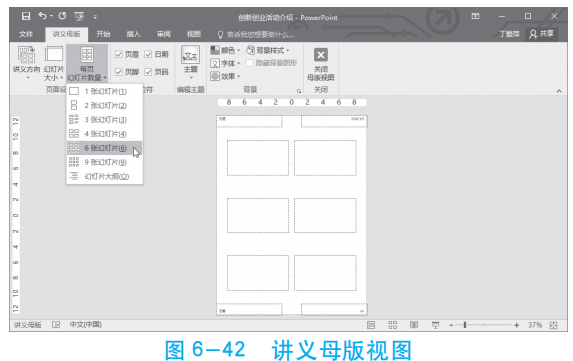 创新创业活动介绍 - PowerPoint
文件 讲义母版 开始 插入 审阅 视图 告诉我您想要做什么... 丁爱萍 共享
讲义方向 幻灯片大小 每页幻灯片数量
页眉 日期
页脚 页码
主题
颜色 背景样式
字体 隐藏背景图形
效果
关闭母版视图
页面设 位符 编辑主题 背景 关闭
1 张幻灯片(1)
2 张幻灯片(2)
3 张幻灯片(3)
4 张幻灯片(4)
6 张幻灯片(6)
9 张幻灯片(9)
幻灯片大纲(O)
8 6 4 2 0 2 4 6 8
12 10 8 6 4 2 0 2 4 6 8 10 12
页眉
页脚
讲义母版 中文(中国) 37%
图 6-42 讲义母版视图